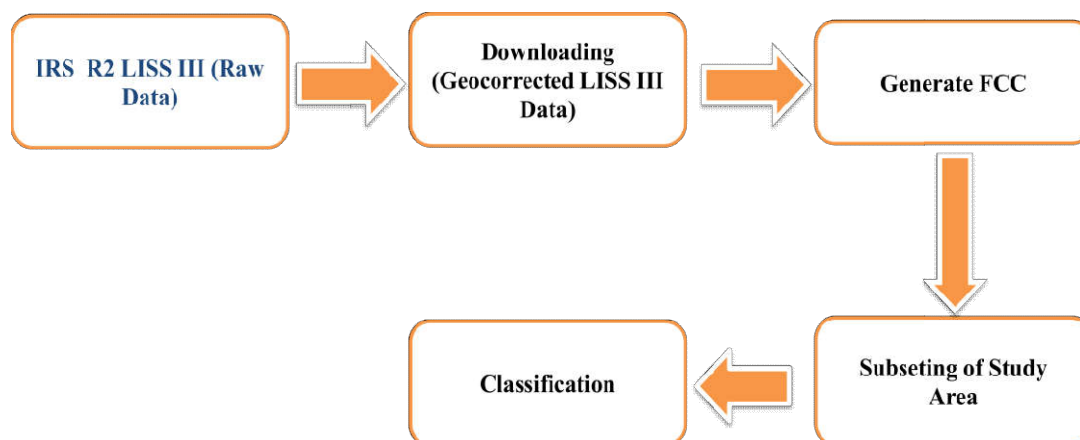 IRS R2 LISS III (Raw
Data)
Downloading
(Geocorrected LISS III
Data)
Generate FCC
Subseting of Study
Area
Classification